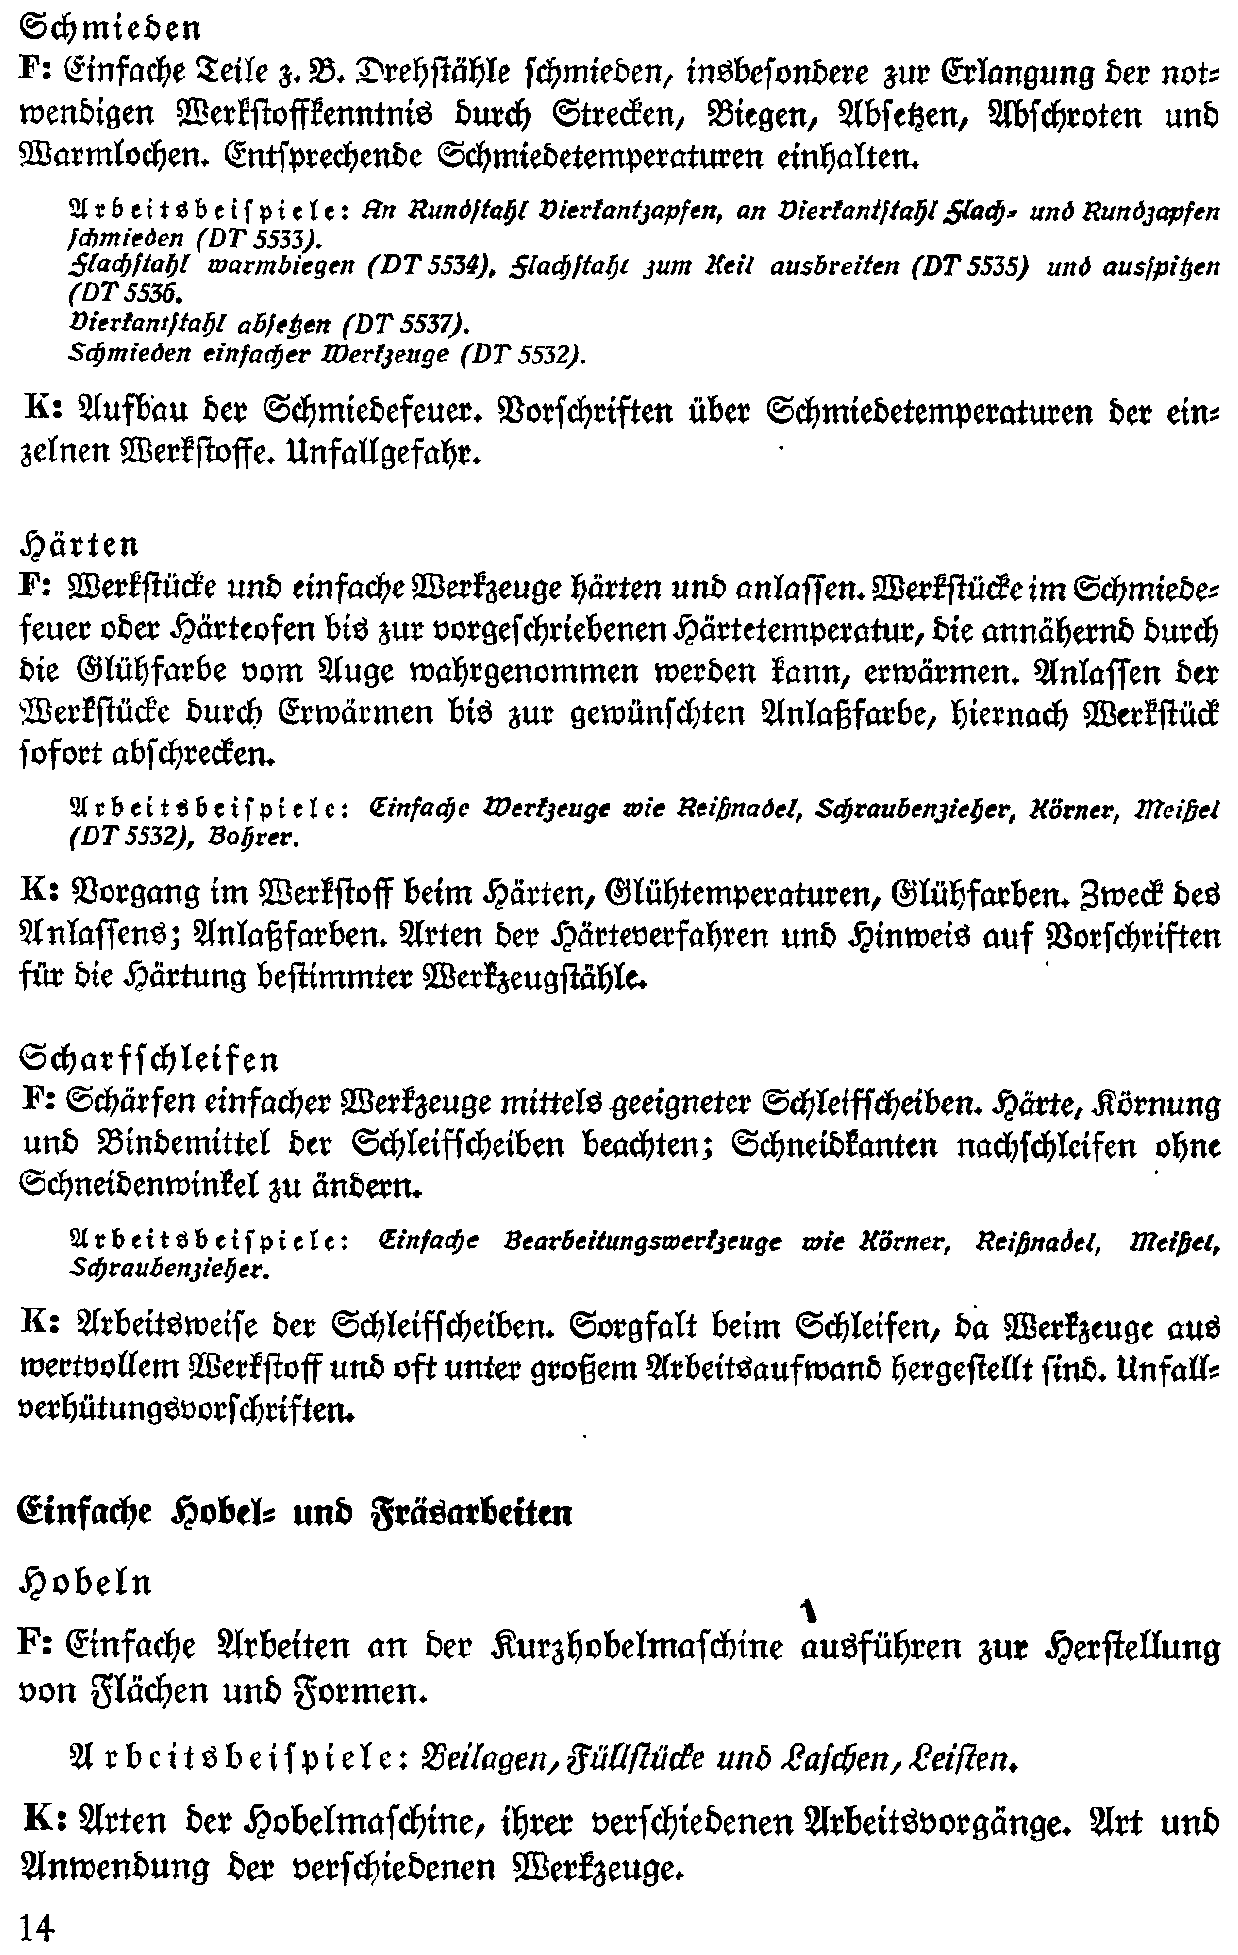 Schmieden
F: Einfache Teile z. B. Drehstähle schmieden, insbesondere zur Erlangung der not-
wendigen Werkstoffkenntnis durch Strecken, Biegen, Absetzen, Abschroten und
Warmlochen. Entsprechende Schmiedetemperaturen einhalten.
Arbeitsbeispiele: An Rundstahl Vierkantzapfen, an Vierkantstahl Flach- und Rundzapfen
schmieden (DT 5533).
Flachstahl warmbiegen (DT 5534), Flachstahl zum Keil ausbreiten (DT 5535) und ausspitzen
(DT 5536.
Vierkantstahl absetzen (DT 5537).
Schmieden einfacher Werkzeuge (DT 5532).
K: Aufbau der Schmiedefeuer. Vorschriften über Schmiedetemperaturen der ein-
zelnen Werkstoffe. Unfallgefahr.
Härten
F: Werkstücke und einfache Werkzeuge härten und anlassen. Werkstücke im Schmiede-
feuer oder Härteofen bis zur vorgeschriebenen Härtetemperatur, die annähernd durch
die Glühfarbe vom Auge wahrgenommen werden kann, erwärmen. Anlassen der
Werkstücke durch Erwärmen bis zur gewünschten Anlaßfarbe, hiernach Werkstück
sofort abschrecken.
Arbeitsbeispiele: Einfache Werkzeuge wie Reißnadel, Schraubenzieher, Körner, Meißel
(DT 5532), Bohrer.
K: Vorgang im Werkstoff beim Härten, Glühtemperaturen, Glühfarben. Zweck des
Anlassens; Anlaßfarben. Arten der Härteverfahren und Hinweis auf Vorschriften
für die Härtung bestimmter Werkzeugstähle.
Scharfschleifen
F: Schärfen einfacher Werkzeuge mittels geeigneter Schleifscheiben. Härte, Körnung
und Bindemittel der Schleifscheiben beachten; Schneidkanten nachschleifen ohne
Schneidenwinkel zu ändern.
Arbeitsbeispiele: Einfache Bearbeitungswerkzeuge wie Körner, Reißnadel, Meißel,
Schraubenzieher.
K: Arbeitsweise der Schleifscheiben. Sorgfalt beim Schleifen, da Werkzeuge aus
wertvollem Werkstoff und oft unter großem Arbeitsaufwand hergestellt sind. Unfall-
verhütungsvorschriften.
Einfache Hobel- und Fräsarbeiten
Hobeln
F: Einfache Arbeiten an der Kurzhobelmaschine ausführen zur Herstellung
von Flächen und Formen.
Arbeitsbeispiele: Beilagen, Füllstücke und Laschen, Leisten.
K: Arten der Hobelmaschine, ihrer verschiedenen Arbeitsvorgänge. Art und
Anwendung der verschiedenen Werkzeuge.
14